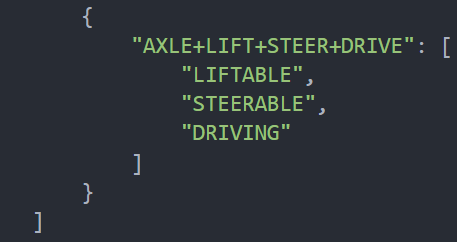 {
"AXLE+LIFT+STEER+DRIVE": [
"LIFTABLE",
"STEERABLE",
"DRIVING"
]
}
]